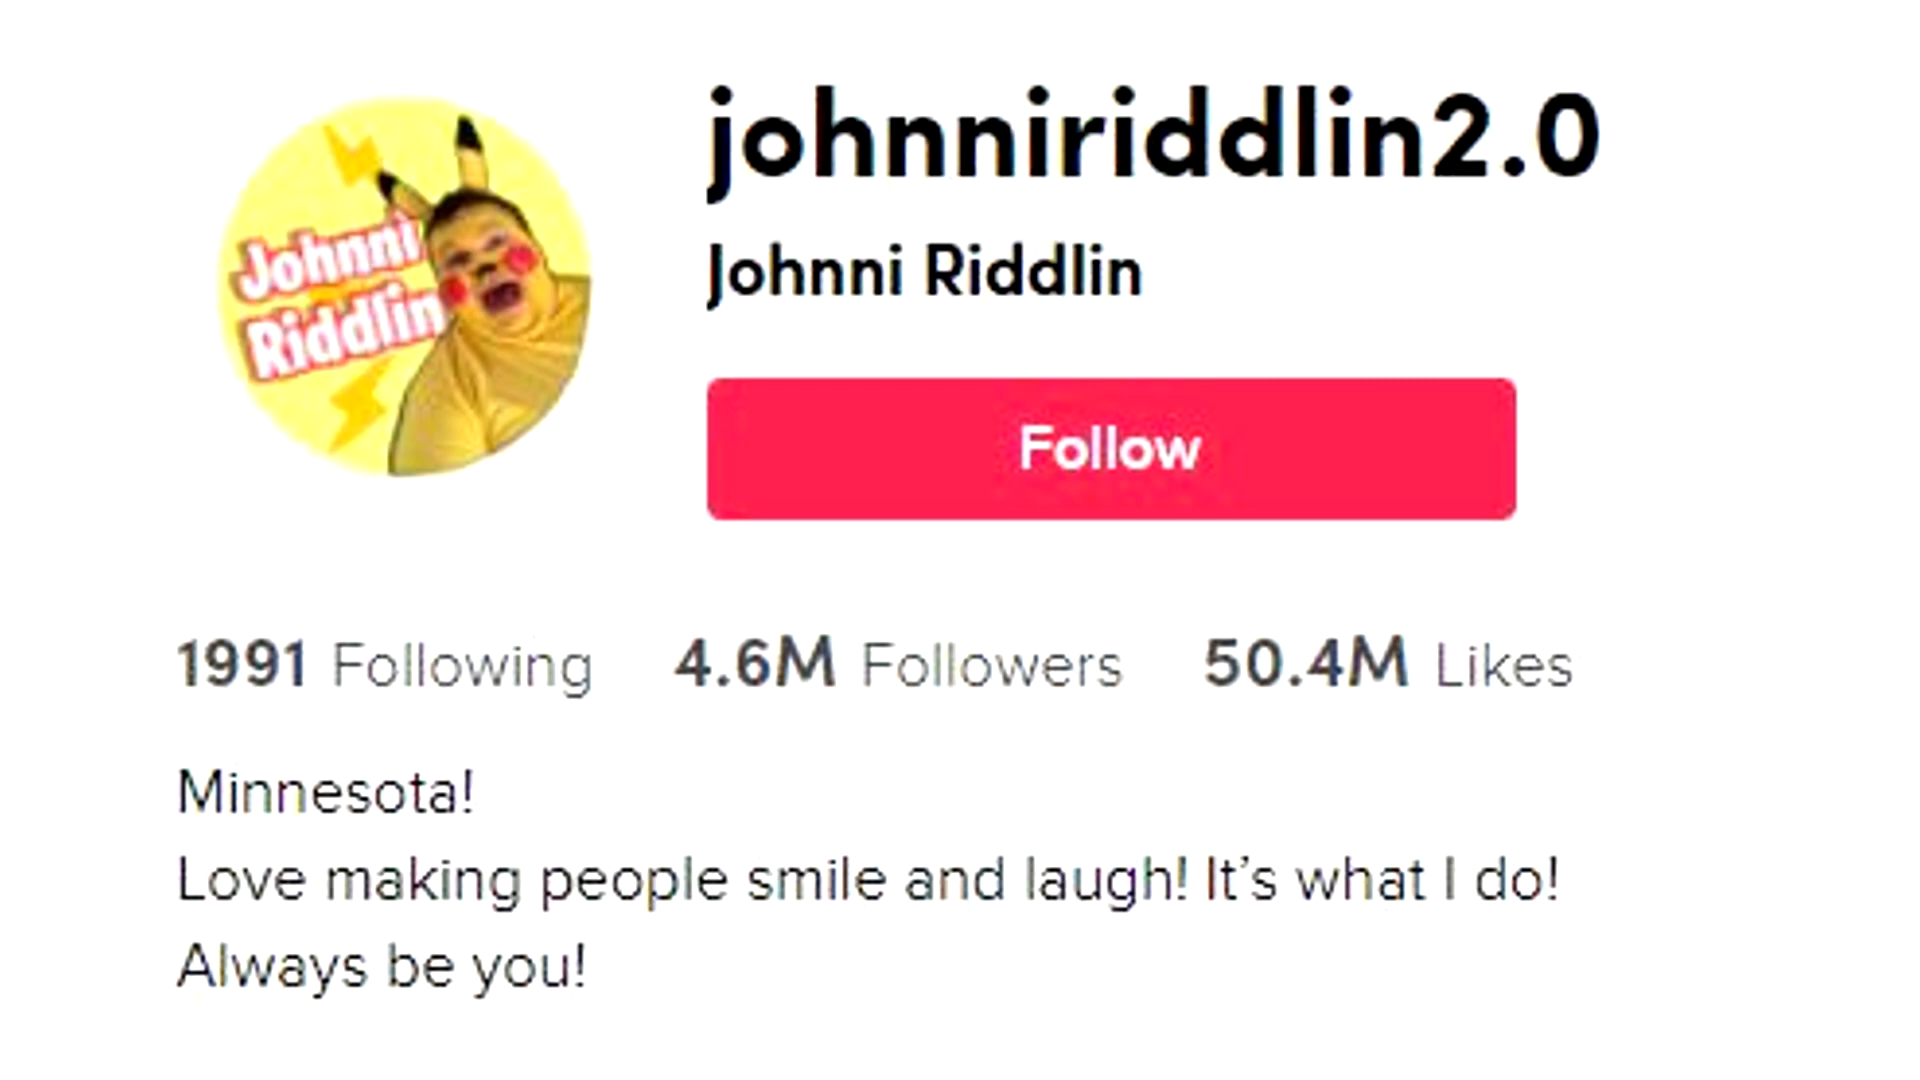 johnniriddlin2.0
Johnni
Riddlin
Johnni Riddlin
Follow
1991 Following 4.6M Followers 50.4M Likes
Minnesota!
Love making people smile and laugh! It’s what I do!
Always be you!